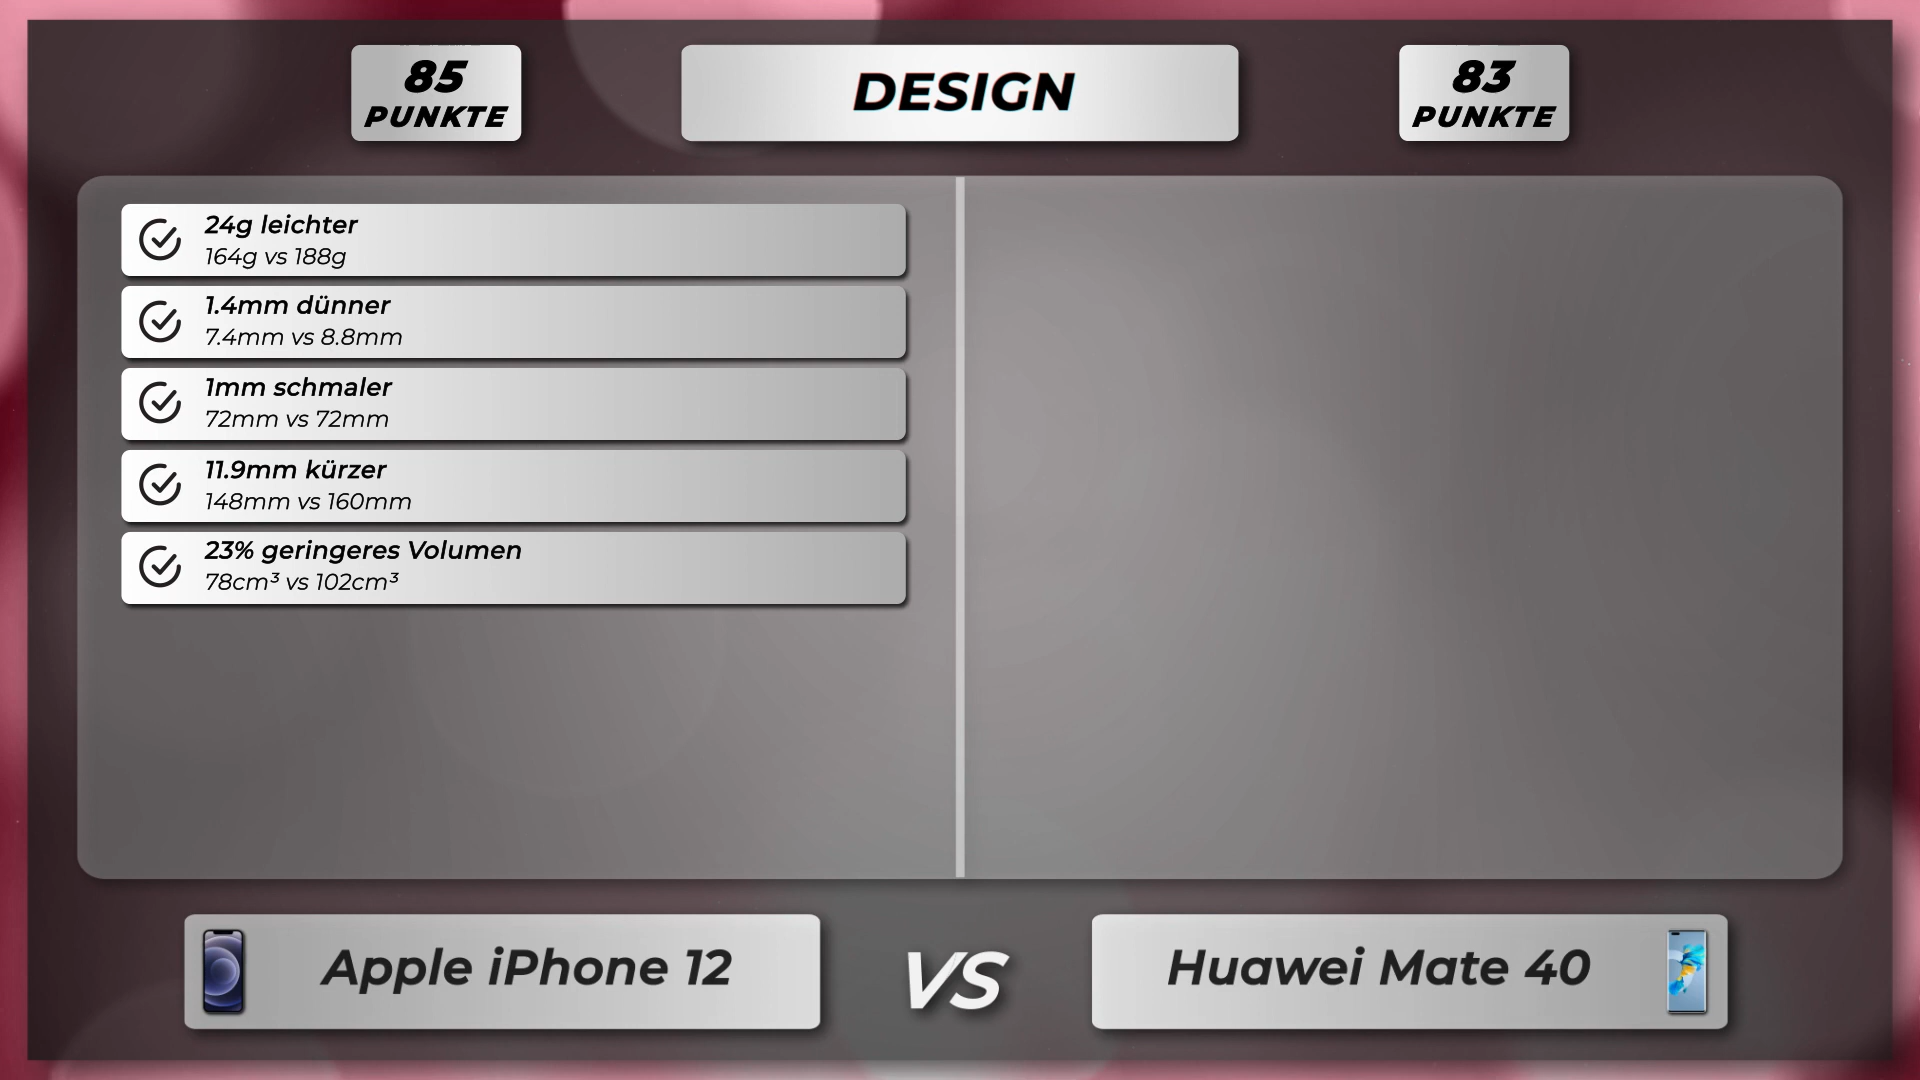 85
PUNKTE
DESIGN
83
PUNKTE
24g leichter
164g vs 188g
1.4mm dünner
7.4mm vs 8.8mm
1mm schmaler
72mm vs 72mm
11.9mm kürzer
148mm vs 160mm
23% geringeres Volumen
78cm³ vs 102cm³
Apple iPhone 12
VS
Huawei Mate 40